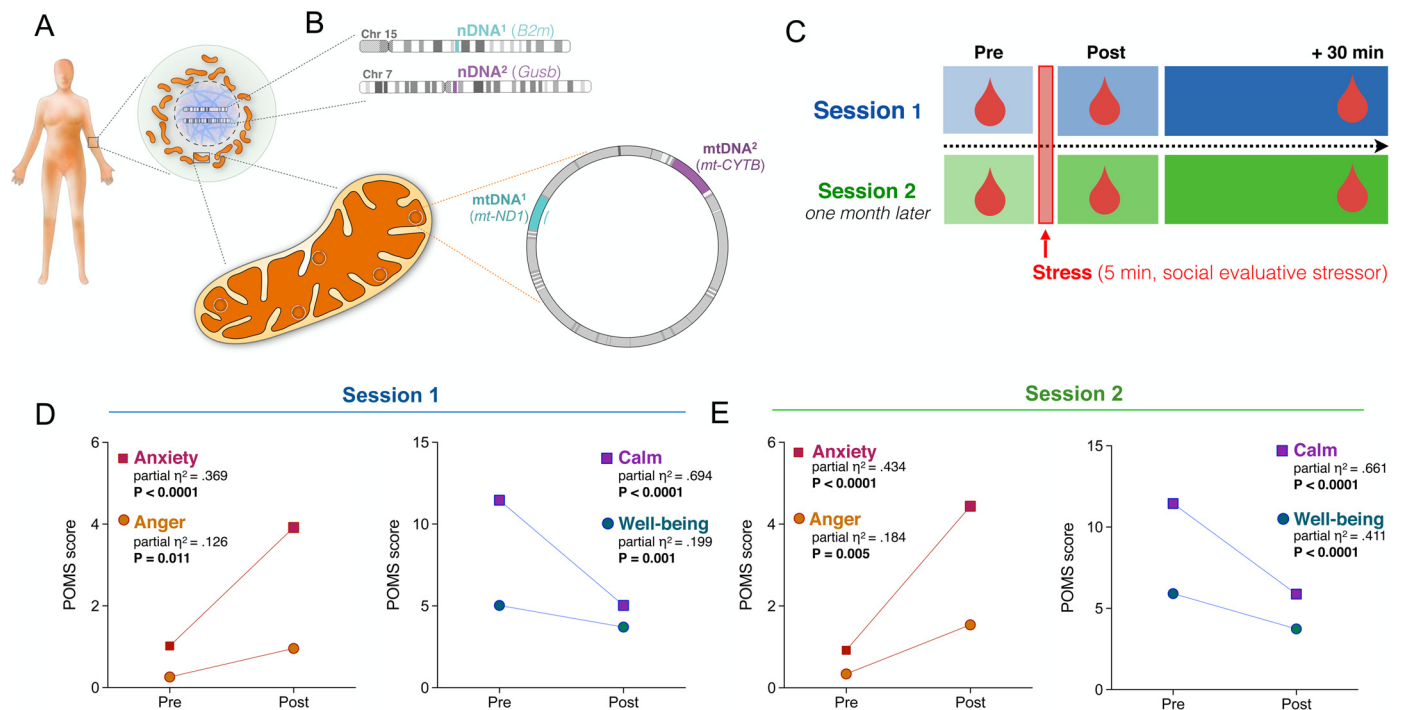 A
B
Chr 15
nDNA¹ (B2m)
Chr 7
nDNA² (Gusb)
mtDNA²
(mt-CYTB)
mtDNA¹
(mt-ND1)
C
Pre
Post
+ 30 min
Session 1
Session 2
one month later
Stress (5 min, social evaluative stressor)
D
Session 1
POMS score
6
4
2
0
Anxiety
partial η² = .369
P < 0.0001
Anger
partial η² = .126
P = 0.011
Pre
Post
POMS score
15
10
5
0
Calm
partial η² = .694
P < 0.0001
Well-being
partial η² = .199
P = 0.001
Pre
Post
E
Session 2
POMS score
6
4
2
0
Anxiety
partial η² = .434
P < 0.0001
Anger
partial η² = .184
P = 0.005
Pre
Post
POMS score
15
10
5
0
Calm
partial η² = .661
P < 0.0001
Well-being
partial η² = .411
P < 0.0001
Pre
Post